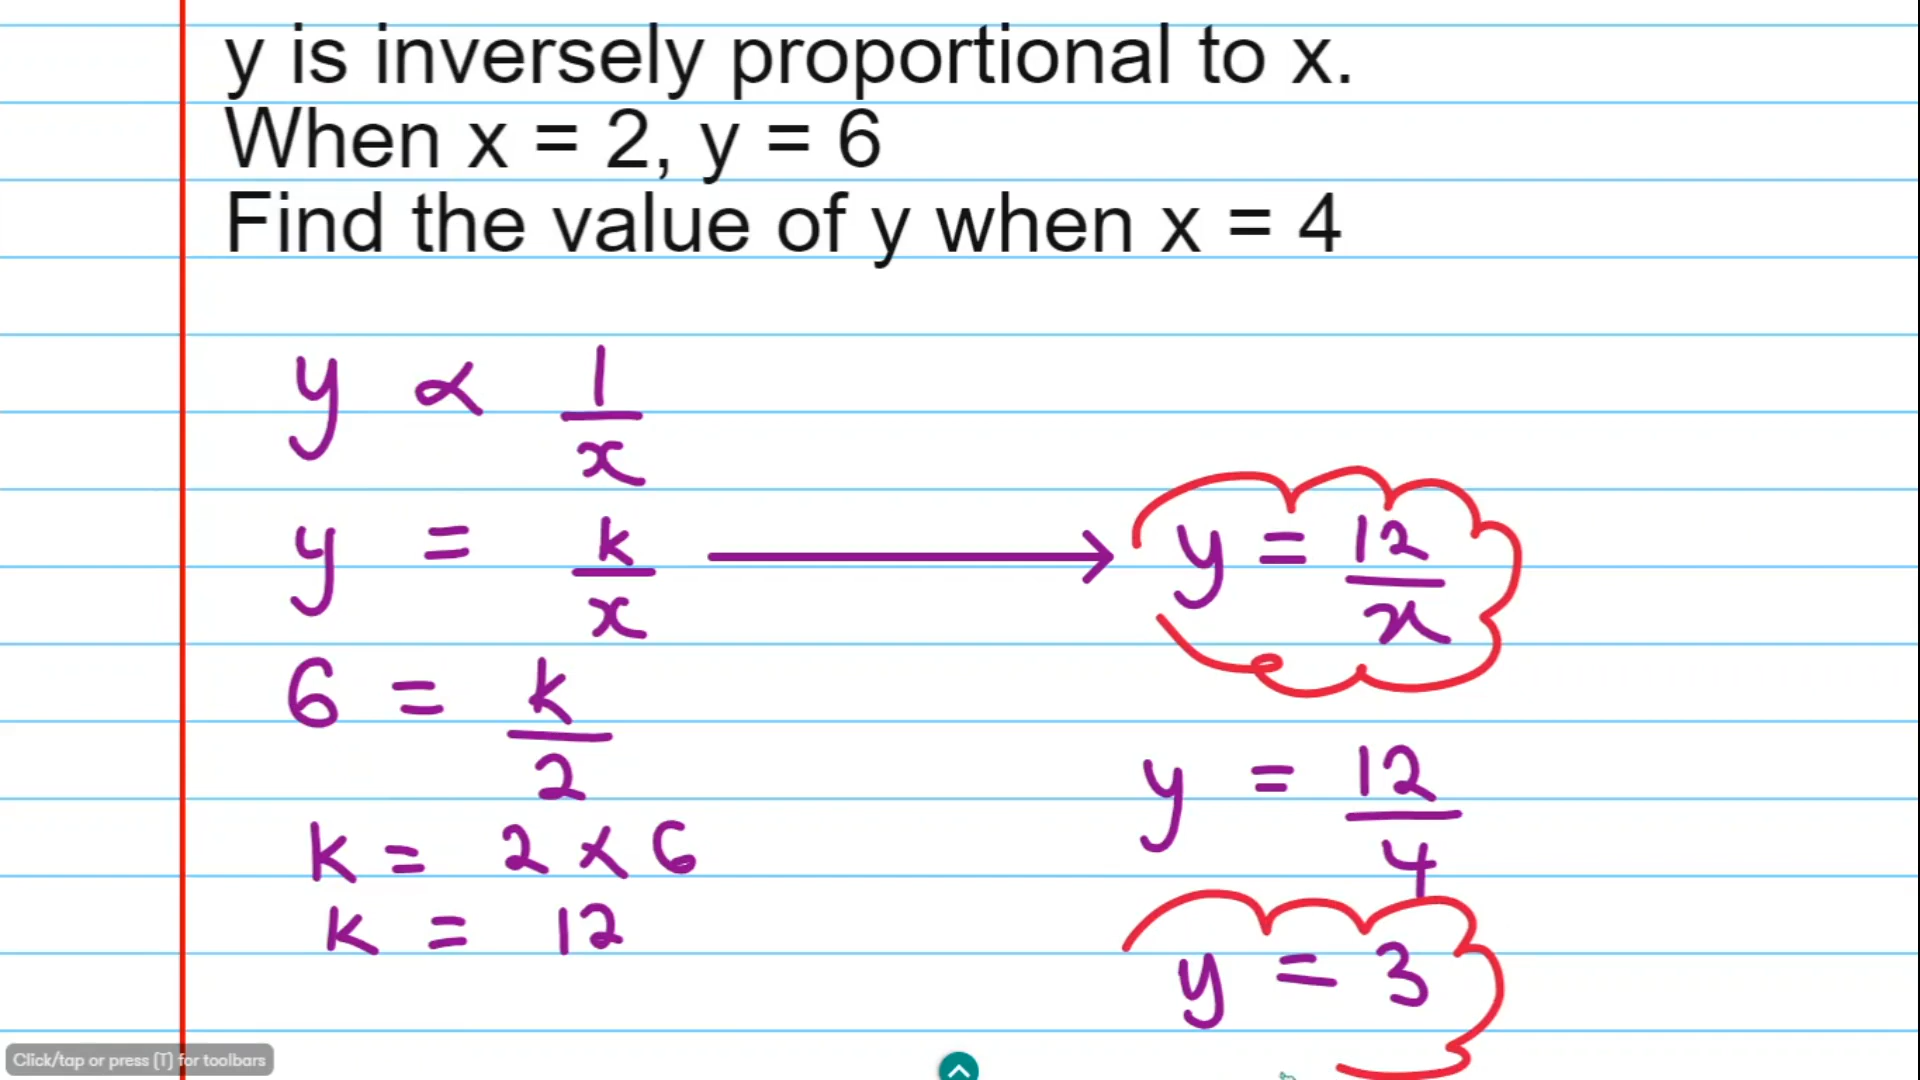 y is inversely proportional to x.
When x = 2, y = 6
Find the value of y when x = 4
y ∝ 1/x
y = k/x
y = 12/x
6 = k/2
k = 2 × 6
k = 12
y = 12/4
y = 3
Click/tap or press (T) for toolbars